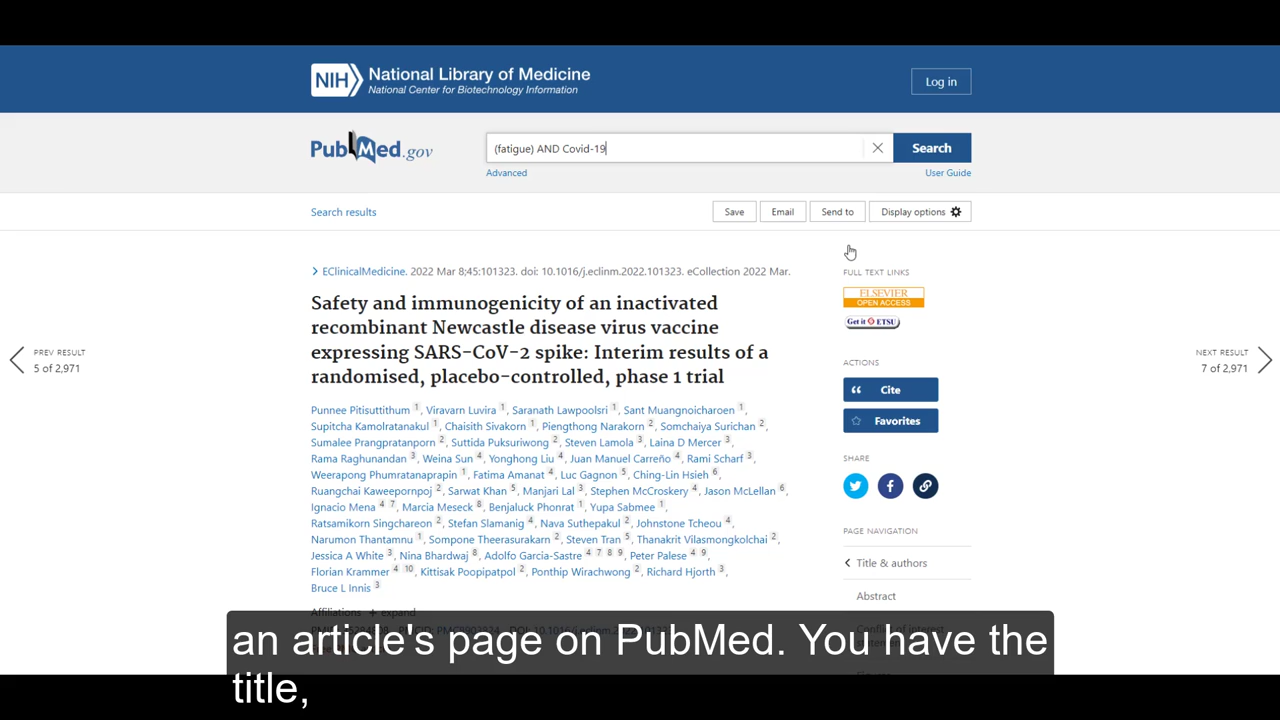 NIH National Library of Medicine
National Center for Biotechnology Information
Log in
PubMed.gov
(fatigue) AND Covid-19
Search
Advanced
User Guide
Search results
Save
Email
Send to
Display options
EClinicalMedicine. 2022 Mar 8;45:101323. doi: 10.1016/j.eclinm.2022.101323. eCollection 2022 Mar.
Safety and immunogenicity of an inactivated
recombinant Newcastle disease virus vaccine
expressing SARS-CoV-2 spike: Interim results of a
randomised, placebo-controlled, phase 1 trial
Punnee Pitisuttithum 1, Viravarn Luvira 1, Saranath Lawpoolsri 1, Sant Muangnoicharoen 1,
Supitcha Kamolratanakul 1, Chaisith Sivakorn 1, Piengthong Narakorn 2, Somchaiya Surichan 2,
Sumalee Prangpratanporn 2, Suttida Puksuriwong 2, Steven Lamola 3, Laina D Mercer 3,
Rama Raghunandan 3, Weina Sun 4, Yonghong Liu 4, Juan Manuel Carreño 4, Rami Scharf 3,
Weerapong Phumratanaprapin 1, Fatima Amanat 4, Luc Gagnon 5, Ching-Lin Hsieh 6,
Ruangchai Kaweepornpoj 2, Sarwat Khan 5, Manjari Lal 3, Stephen McCroskery 4, Jason McLellan 6,
Ignacio Mena 4 7, Marcia Meseck 8, Benjaluck Phonrat 1, Yupa Sabmee 1,
Ratsamikorn Singchareon 2, Stefan Slamanig 4, Nava Suthepakul 2, Johnstone Tcheou 4,
Narumon Thantamnu 1, Sompone Theerasurakarn 2, Steven Tran 5, Thanakrit Vilasmongkolchai 2,
Jessica A White 3, Nina Bhardwaj 8, Adolfo Garcia-Sastre 4 7 8 9, Peter Palese 4 9,
Florian Krammer 4 10, Kittisak Poopipatpol 2, Ponthip Wirachwong 2, Richard Hjorth 3,
Bruce L Innis 3
Affiliations + expand
PREV RESULT
5 of 2,971
NEXT RESULT
7 of 2,971
FULL TEXT LINKS
ELSEVIER
OPEN ACCESS
Get it @ ETSU
ACTIONS
Cite
Favorites
SHARE
PAGE NAVIGATION
Title & authors
Abstract
Conflict of interest
an article's page on PubMed. You have the
title,